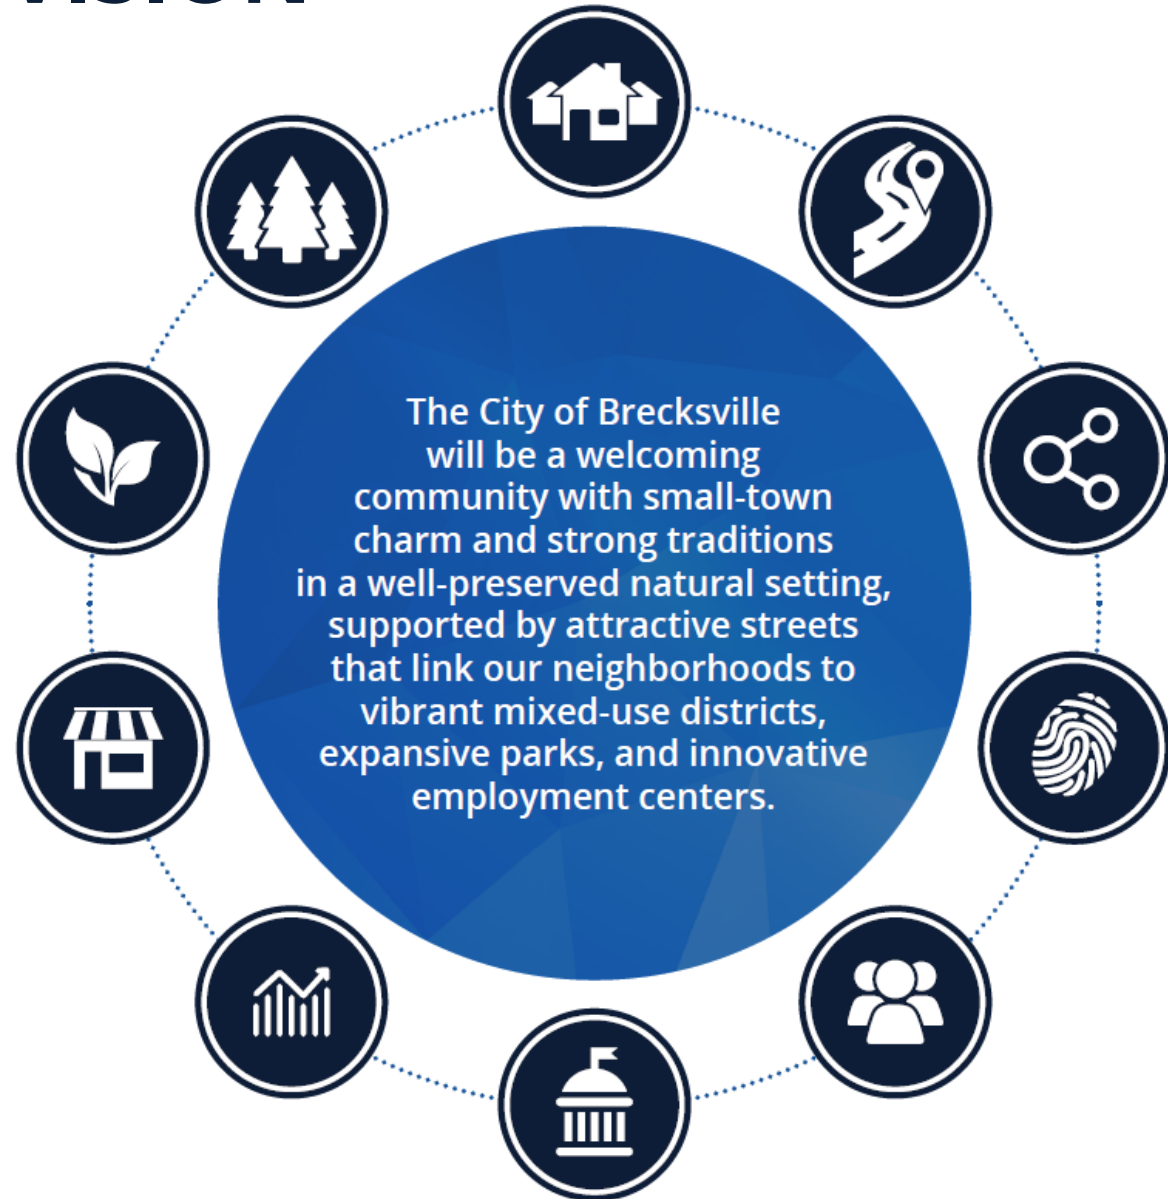 VISION
The City of Brecksville
will be a welcoming
community with small-town
charm and strong traditions
in a well-preserved natural setting,
supported by attractive streets
that link our neighborhoods to
vibrant mixed-use districts,
expansive parks, and innovative
employment centers.